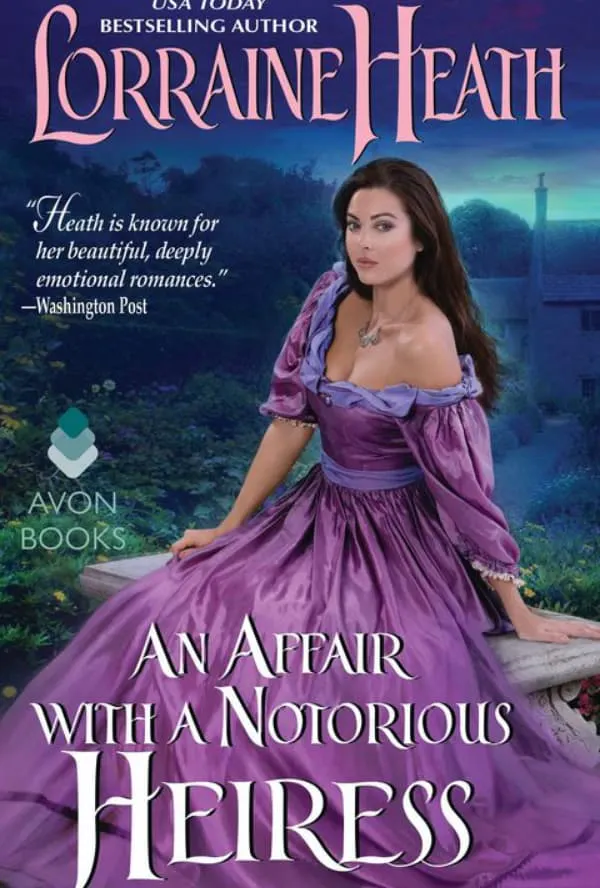 USA TODAY
BESTSELLING AUTHOR
LORRAINE HEATH
“Heath is known for
her beautiful, deeply
emotional romances.”
—Washington Post
AVON
BOOKS
AN AFFAIR
WITH A NOTORIOUS
HEIRESS